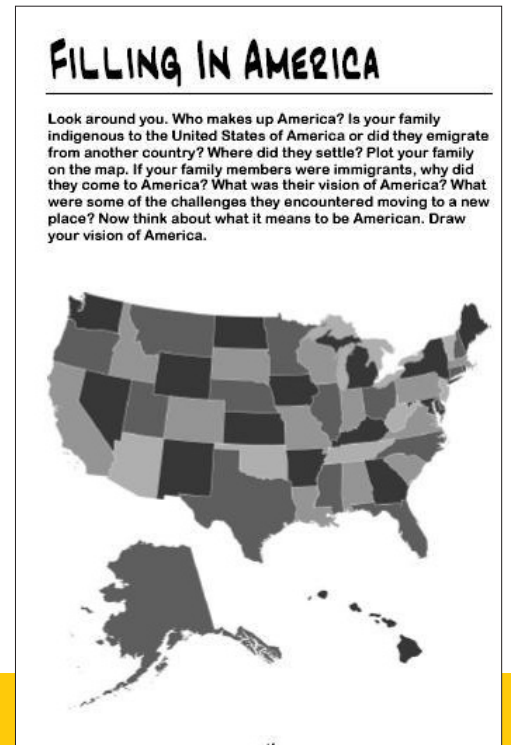 FILLING IN AMERICA
Look around you. Who makes up America? Is your family
indigenous to the United States of America or did they emigrate
from another country? Where did they settle? Plot your family
on the map. If your family members were immigrants, why did
they come to America? What was their vision of America? What
were some of the challenges they encountered moving to a new
place? Now think about what it means to be American. Draw
your vision of America.